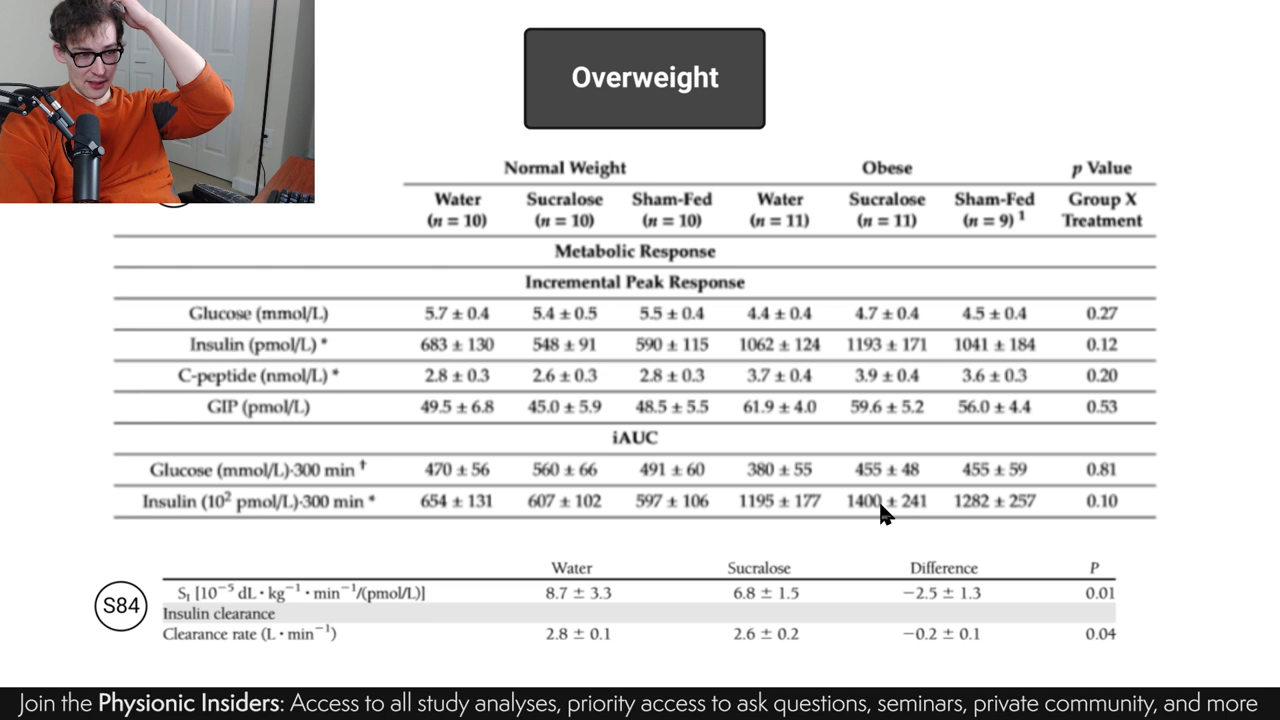 Overweight
Normal Weight Obese p Value
Water Sucralose Sham-Fed Water Sucralose Sham-Fed Group X
(n = 10) (n = 10) (n = 10) (n = 11) (n = 11) (n = 9) ¹ Treatment
Metabolic Response
Incremental Peak Response
Glucose (mmol/L) 5.7 ± 0.4 5.4 ± 0.5 5.5 ± 0.4 4.4 ± 0.4 4.7 ± 0.4 4.5 ± 0.4 0.27
Insulin (pmol/L) * 683 ± 130 548 ± 91 590 ± 115 1062 ± 124 1193 ± 171 1041 ± 184 0.12
C-peptide (nmol/L) * 2.8 ± 0.3 2.6 ± 0.3 2.8 ± 0.3 3.7 ± 0.4 3.9 ± 0.4 3.6 ± 0.3 0.20
GIP (pmol/L) 49.5 ± 6.8 45.0 ± 5.9 48.5 ± 5.5 61.9 ± 4.0 59.6 ± 5.2 56.0 ± 4.4 0.53
iAUC
Glucose (mmol/L)·300 min † 470 ± 56 560 ± 66 491 ± 60 380 ± 55 455 ± 48 455 ± 59 0.81
Insulin (10² pmol/L)·300 min * 654 ± 131 607 ± 102 597 ± 106 1195 ± 177 1400 ± 241 1282 ± 257 0.10
Water Sucralose Difference P
S84
S_I [10⁻⁵ dL · kg⁻¹ · min⁻¹/(pmol/L)] 8.7 ± 3.3 6.8 ± 1.5 −2.5 ± 1.3 0.01
Insulin clearance
Clearance rate (L · min⁻¹) 2.8 ± 0.1 2.6 ± 0.2 −0.2 ± 0.1 0.04
Join the Physionic Insiders: Access to all study analyses, priority access to ask questions, seminars, private community, and more